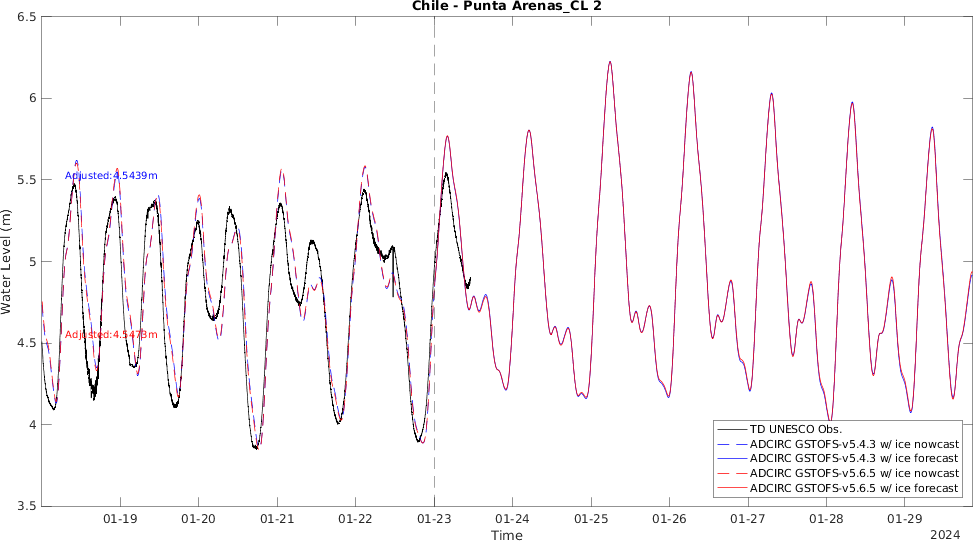 Chile - Punta Arenas_CL 2
6.5
6
5.5
5
4.5
4
3.5
Water Level (m)
Adjusted:4.5439m
Adjusted:4.5473m
TD UNESCO Obs.
ADCIRC GSTOFS-v5.4.3 w/ ice nowcast
ADCIRC GSTOFS-v5.4.3 w/ ice forecast
ADCIRC GSTOFS-v5.6.5 w/ ice nowcast
ADCIRC GSTOFS-v5.6.5 w/ ice forecast
01-19 01-20 01-21 01-22 01-23 01-24 01-25 01-26 01-27 01-28 01-29
Time
2024